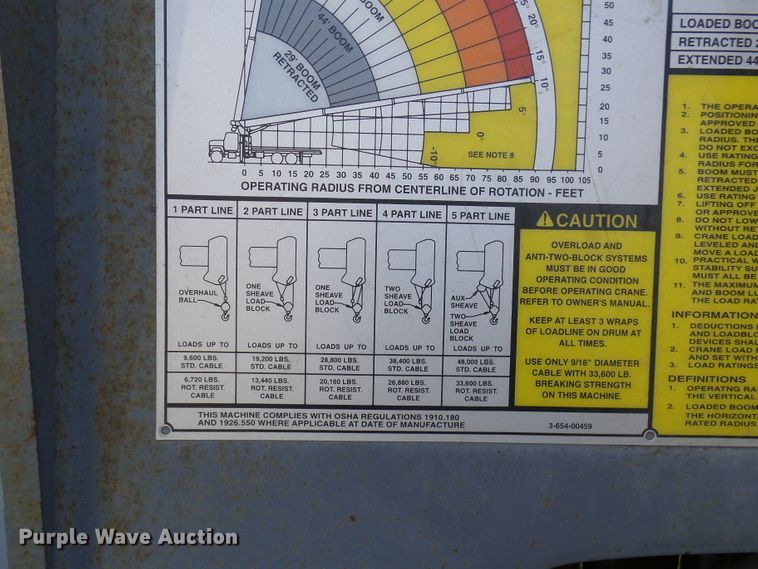 50
45
40
35
30
25
20
15
10
5
0
5
10
15
20°
10°
5°
0°
-10°
BOOM
44' BOOM
29' BOOM
RETRACTED
SEE NOTE 8
0 5 10 15 20 25 30 35 40 45 50 55 60 65 70 75 80 85 90 95 100 105
OPERATING RADIUS FROM CENTERLINE OF ROTATION - FEET
1 PART LINE
OVERHAUL
BALL
LOADS UP TO
9,600 LBS.
STD. CABLE
6,720 LBS.
ROT. RESIST.
CABLE
2 PART LINE
ONE
SHEAVE
LOAD
BLOCK
LOADS UP TO
19,200 LBS.
STD. CABLE
13,440 LBS.
ROT. RESIST.
CABLE
3 PART LINE
ONE
SHEAVE
LOAD
BLOCK
LOADS UP TO
28,800 LBS.
STD. CABLE
20,160 LBS.
ROT. RESIST.
CABLE
4 PART LINE
TWO
SHEAVE
LOAD
BLOCK
LOADS UP TO
38,400 LBS.
STD. CABLE
26,880 LBS.
ROT. RESIST.
CABLE
5 PART LINE
AUX
SHEAVE
TWO
SHEAVE
LOAD
BLOCK
LOADS UP TO
48,000 LBS.
STD. CABLE
33,600 LBS.
ROT. RESIST.
CABLE
CAUTION
OVERLOAD AND
ANTI-TWO-BLOCK SYSTEMS
MUST BE IN GOOD
OPERATING CONDITION
BEFORE OPERATING CRANE.
REFER TO OWNER'S MANUAL.
KEEP AT LEAST 3 WRAPS
OF LOADLINE ON DRUM AT
ALL TIMES.
USE ONLY 9/16" DIAMETER
CABLE WITH 33,600 LB.
BREAKING STRENGTH
ON THIS MACHINE.
THIS MACHINE COMPLIES WITH OSHA REGULATIONS 1910.180
AND 1926.550 WHERE APPLICABLE AT DATE OF MANUFACTURE
3-654-00459
LOADED BOO
RETRACTED 2
EXTENDED 44
1. THE OPERA
2. POSITIONIN
APPROVED
3. LOADED BO
RADIUS. TH
DO NOT EXC
4. USE RATING
RADIUS FOR
5. BOOM MUST
RETRACTED
EXTENDED J
6. USE RATING
7. LIFTING OFF
OR APPROVE
8. DO NOT LOW
WITHOUT RE
9. CRANE LOAD
LEVELED AND
MOVE A LOAD
10. PRACTICAL W
STABILITY SU
MUST ALL BE
11. THE MAXIMUM
AND BOOM LL
THE LOAD RAT
INFORMATION
1. DEDUCTIONS
AND LOADBLO
DEVICES SHAL
2. CRANE LOAD
AND SET WITH
3. LOAD RATINGS
DEFINITIONS
1. OPERATNG RA
THE VERTICAL
2. LOADED BOOM
THE HORIZONT
RATED RADIUS
Purple Wave Auction